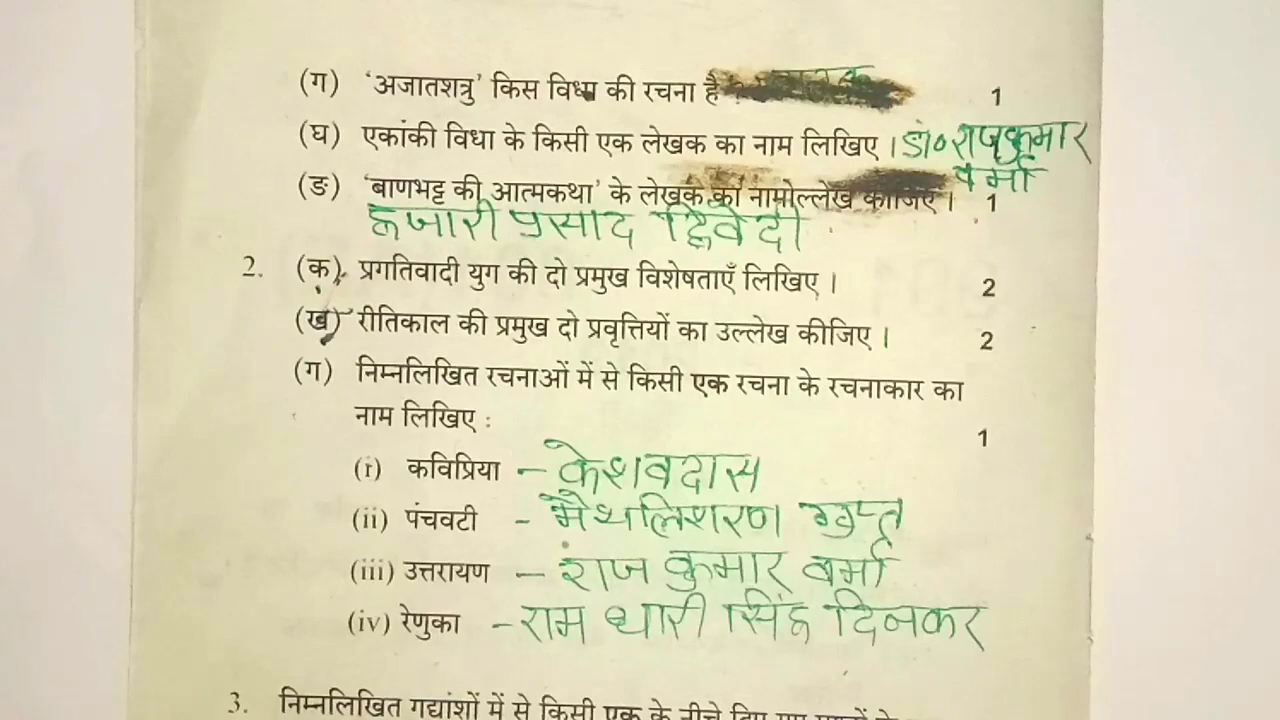 (ग) 'अजातशत्रु' किस विधा की रचना है 1
(घ) एकांकी विधा के किसी एक लेखक का नाम लिखिए । डॉ० राजकुमार
वर्मा
(ङ) 'बाणभट्ट की आत्मकथा' के लेखक का नामोल्लेख कीजिए । 1
हजारी प्रसाद द्विवेदी
2. (क) प्रगतिवादी युग की दो प्रमुख विशेषताएँ लिखिए । 2
(ख) रीतिकाल की प्रमुख दो प्रवृत्तियों का उल्लेख कीजिए । 2
(ग) निम्नलिखित रचनाओं में से किसी एक रचना के रचनाकार का
नाम लिखिए : 1
(i) कविप्रिया – केशवदास
(ii) पंचवटी - मैथलिशरण गुप्त
(iii) उत्तरायण – राज कुमार वर्मा
(iv) रेणुका – राम धारी सिंह दिनकर
3. निम्नलिखित गद्यांशों में से किसी एक के नीचे दिए गए